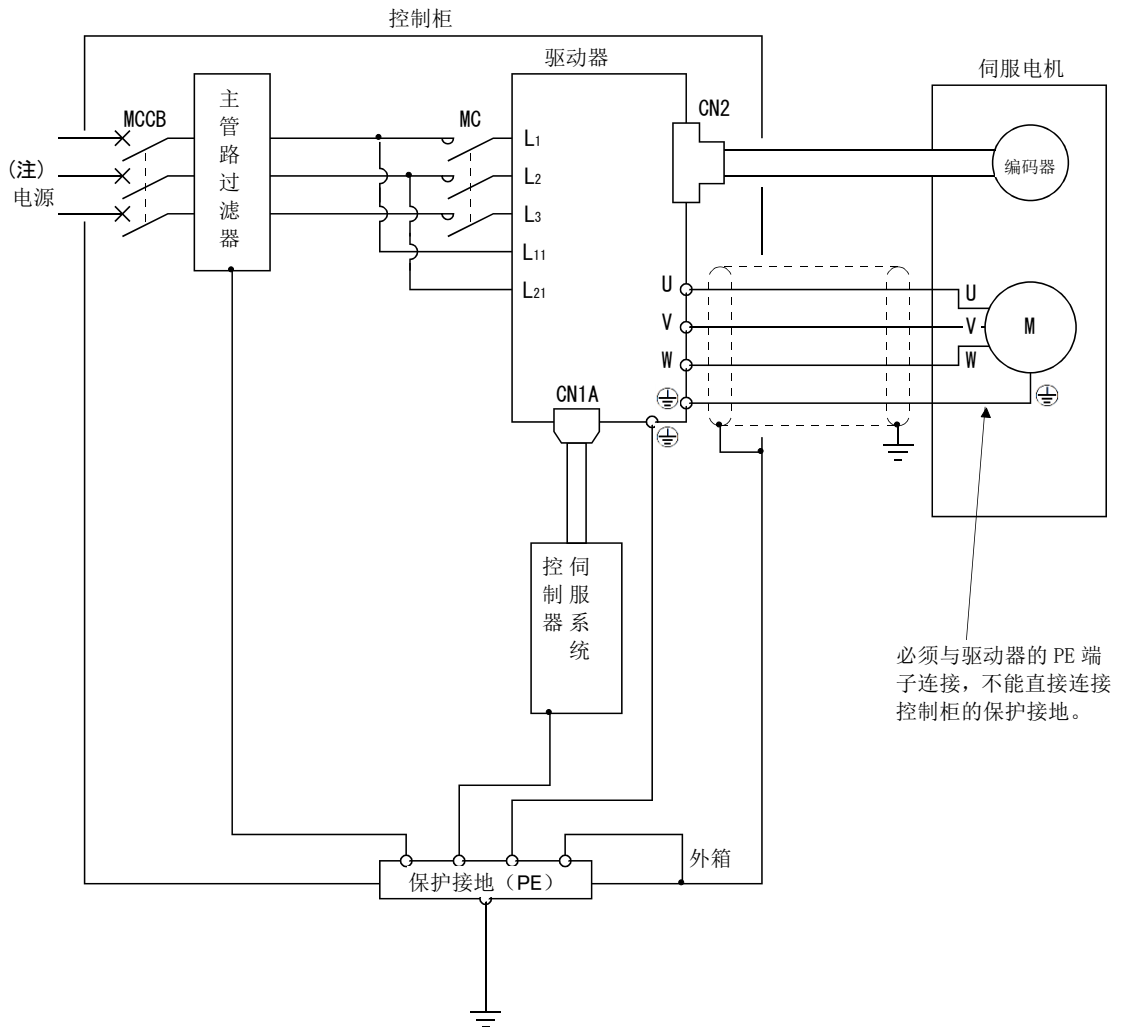 控制柜
驱动器
伺服电机
主管路过滤器
MCCB
MC
CN2
(注)
电源
L1
L2
L3
L11
L21
编码器
U
V
W
U
V
W
M
CN1A
控制器
伺服系统
必须与驱动器的 PE 端
子连接，不能直接连接
控制柜的保护接地。
外箱
保护接地（PE）